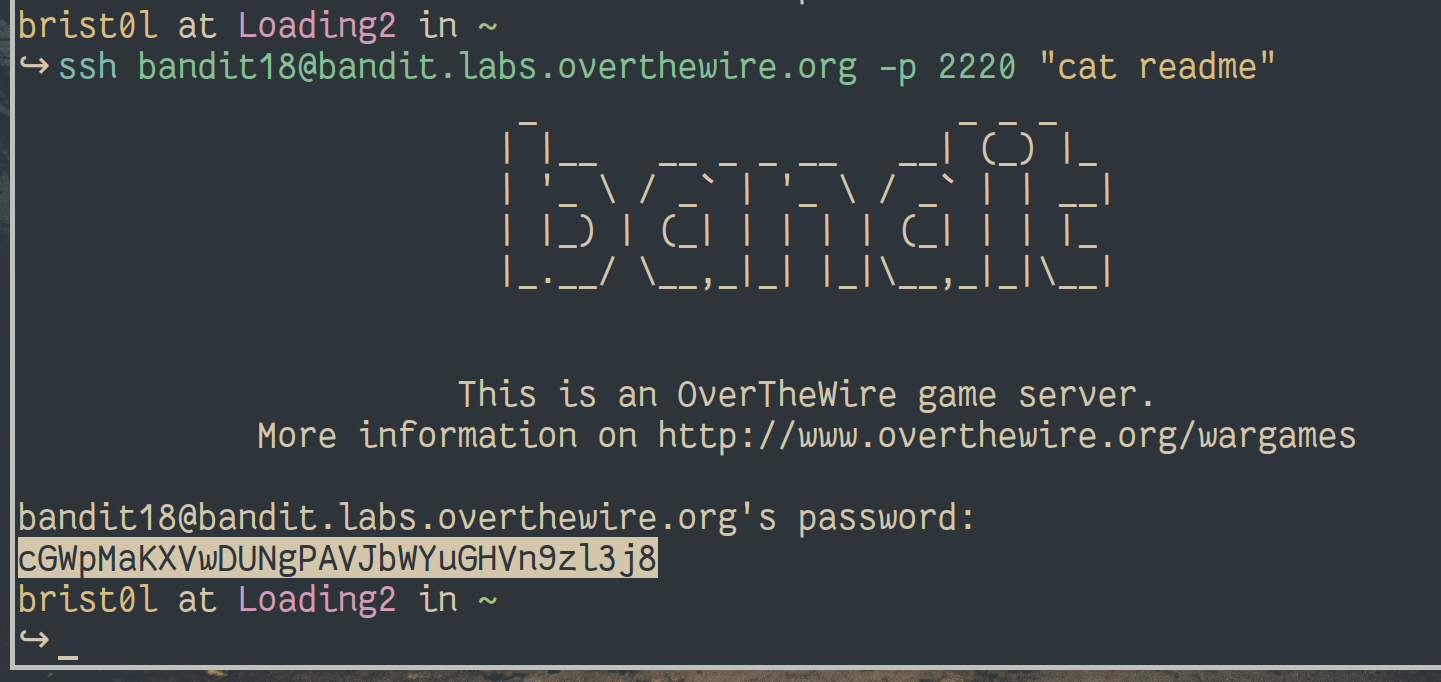 brist0l at Loading2 in ~
↪ ssh bandit18@bandit.labs.overthewire.org -p 2220 "cat readme"
                         _                     _ _ _
                        | |__   __ _ _ __   __| (_) |_
                        | '_ \ / _` | '_ \ / _` | | __|
                        | |_) | (_| | | | | (_| | | |_
                        |_.__/ \__,_|_| |_|\__,_|_|\__|
                      This is an OverTheWire game server.
            More information on http://www.overthewire.org/wargames
bandit18@bandit.labs.overthewire.org's password:
cGWpMaKXVwDUNgPAVJbWYuGHVn9zl3j8
brist0l at Loading2 in ~
↪ _